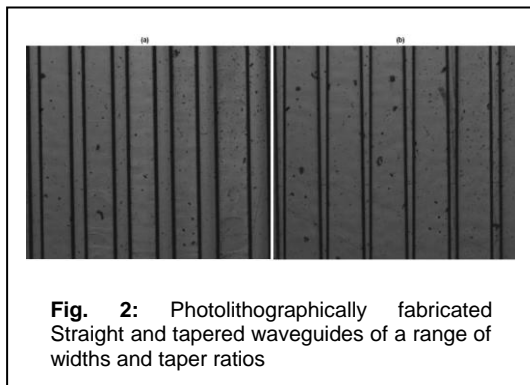 (a) (b)
Fig. 2: Photolithographically fabricated
Straight and tapered waveguides of a range of
widths and taper ratios